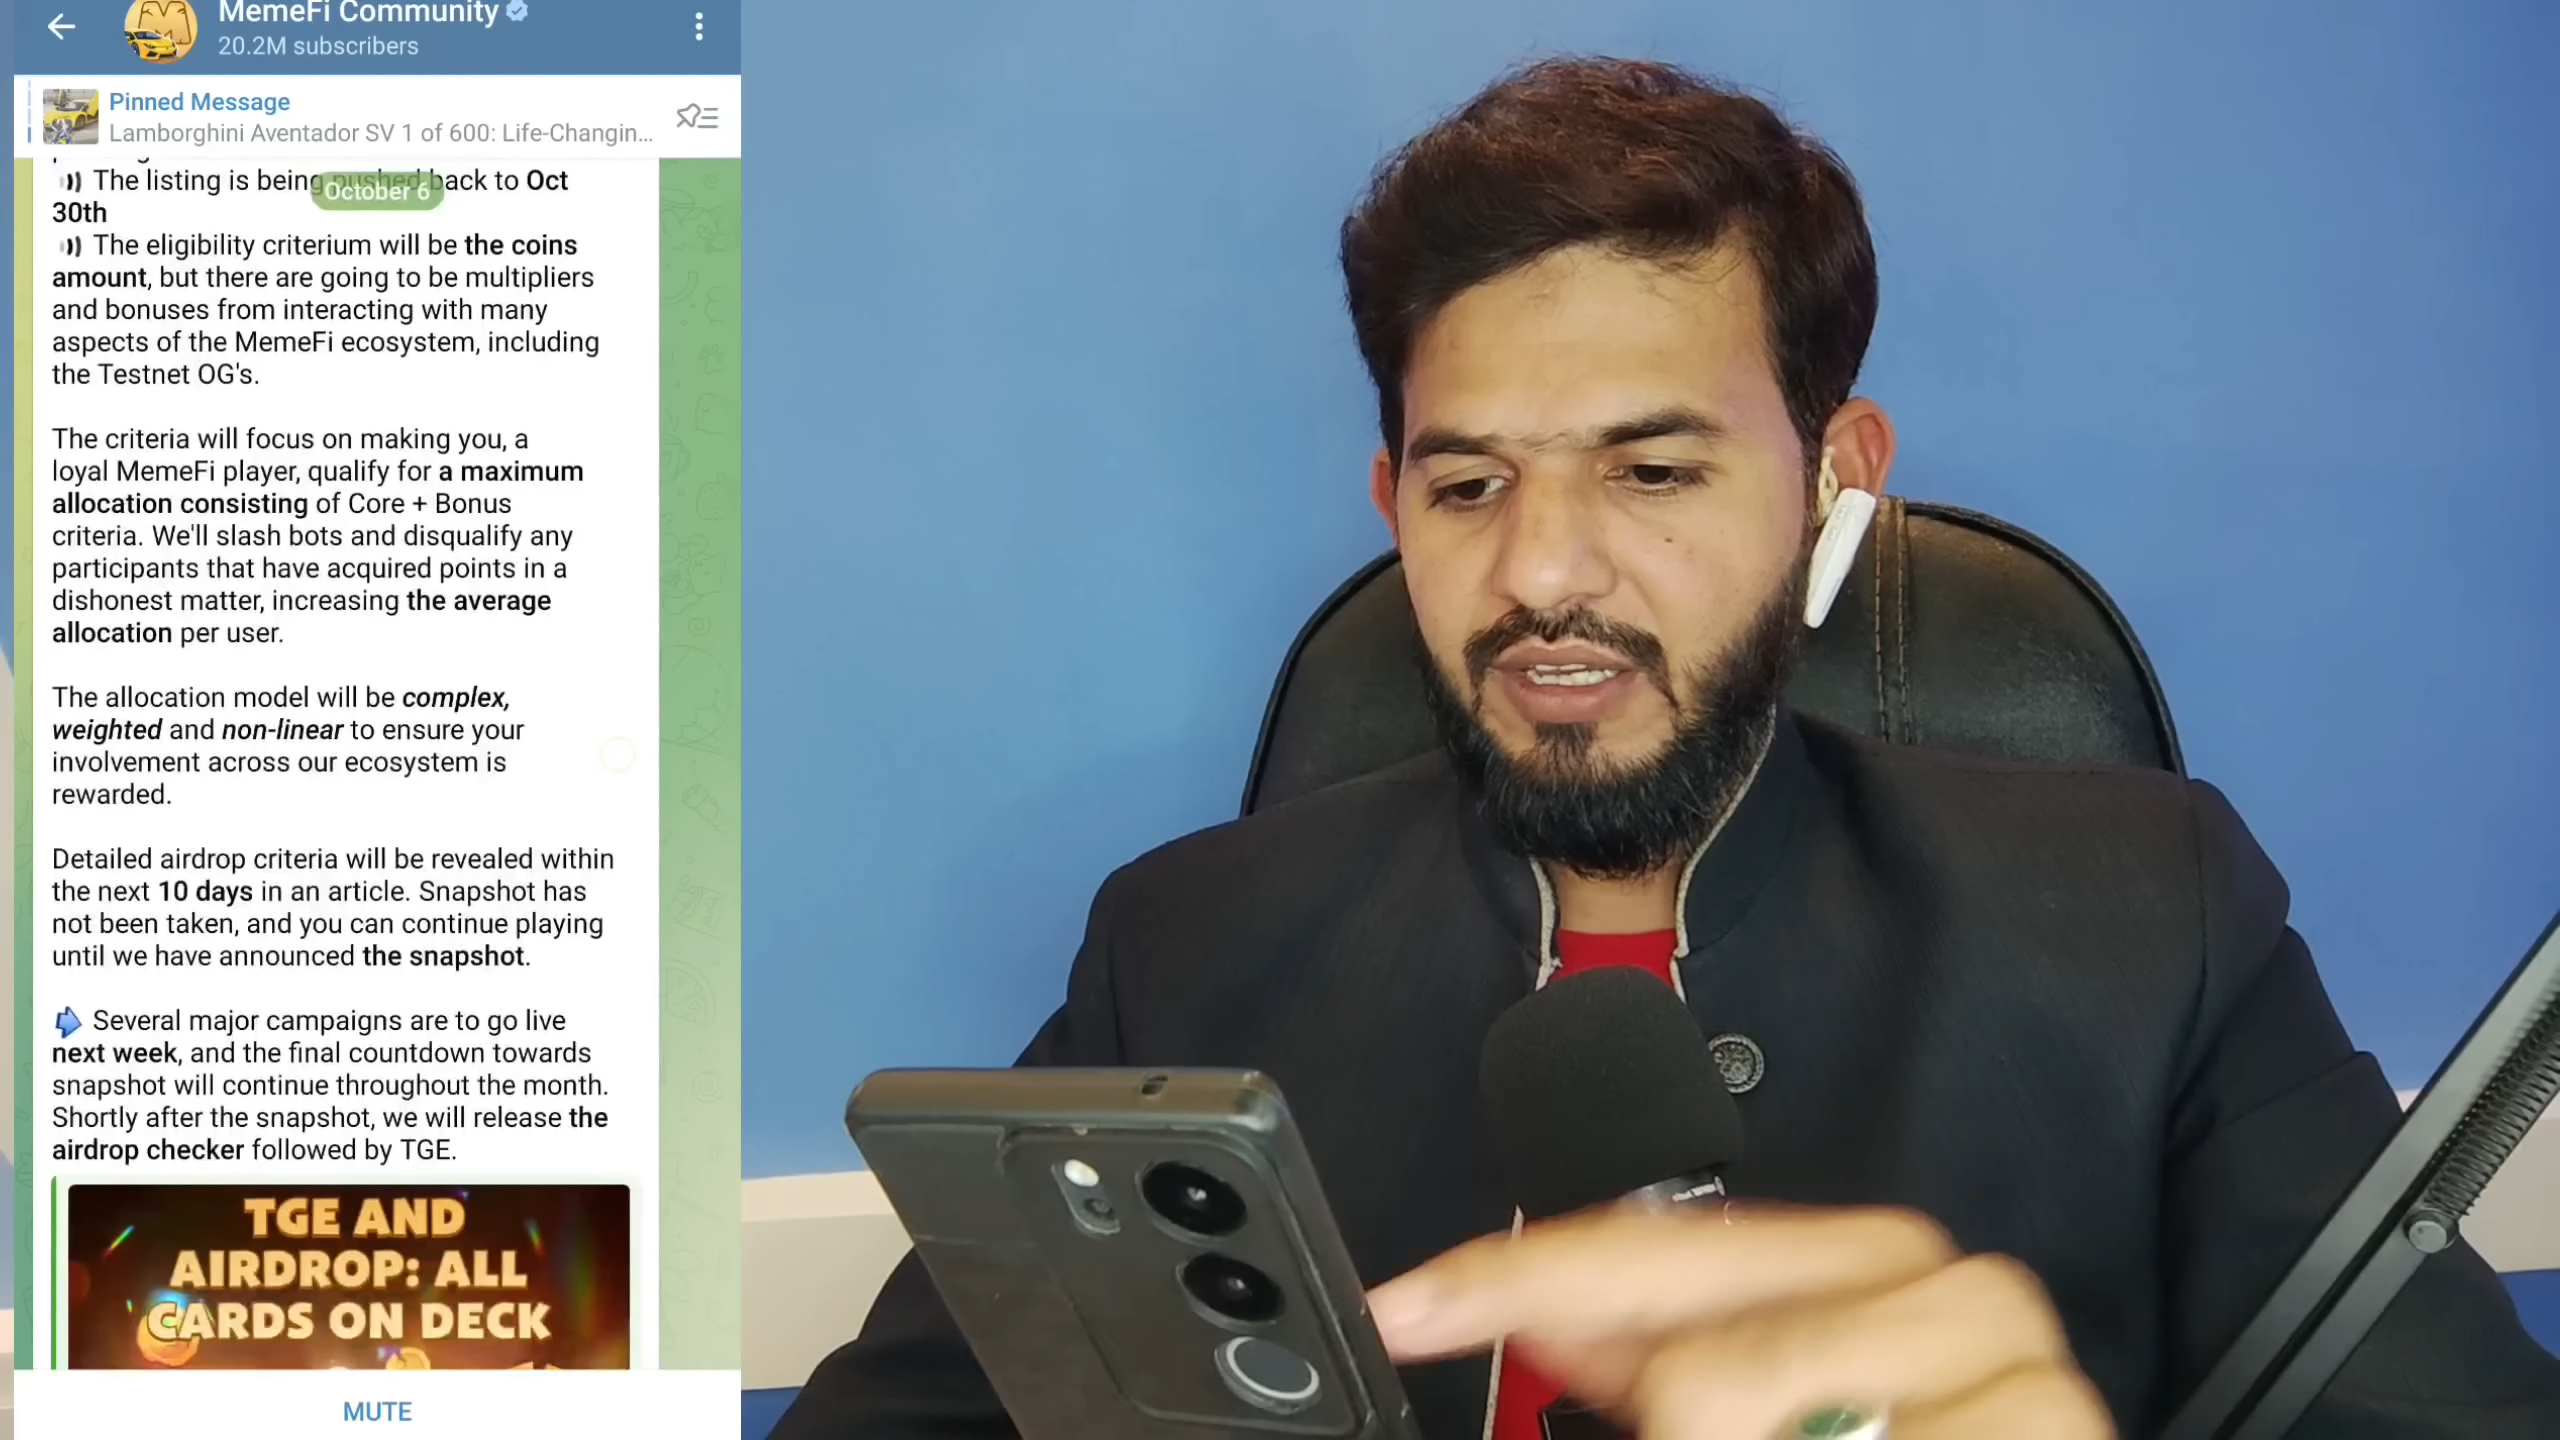 MemeFi Community
20.2M subscribers
Pinned Message
Lamborghini Aventador SV 1 of 600: Life-Changin...
The listing is being pushed back to Oct
October 6
30th
The eligibility criterium will be the coins
amount, but there are going to be multipliers
and bonuses from interacting with many
aspects of the MemeFi ecosystem, including
the Testnet OG's.
The criteria will focus on making you, a
loyal MemeFi player, qualify for a maximum
allocation consisting of Core + Bonus
criteria. We'll slash bots and disqualify any
participants that have acquired points in a
dishonest matter, increasing the average
allocation per user.
The allocation model will be complex,
weighted and non-linear to ensure your
involvement across our ecosystem is
rewarded.
Detailed airdrop criteria will be revealed within
the next 10 days in an article. Snapshot has
not been taken, and you can continue playing
until we have announced the snapshot.
Several major campaigns are to go live
next week, and the final countdown towards
snapshot will continue throughout the month.
Shortly after the snapshot, we will release the
airdrop checker followed by TGE.
TGE AND
AIRDROP: ALL
CARDS ON DECK
MUTE